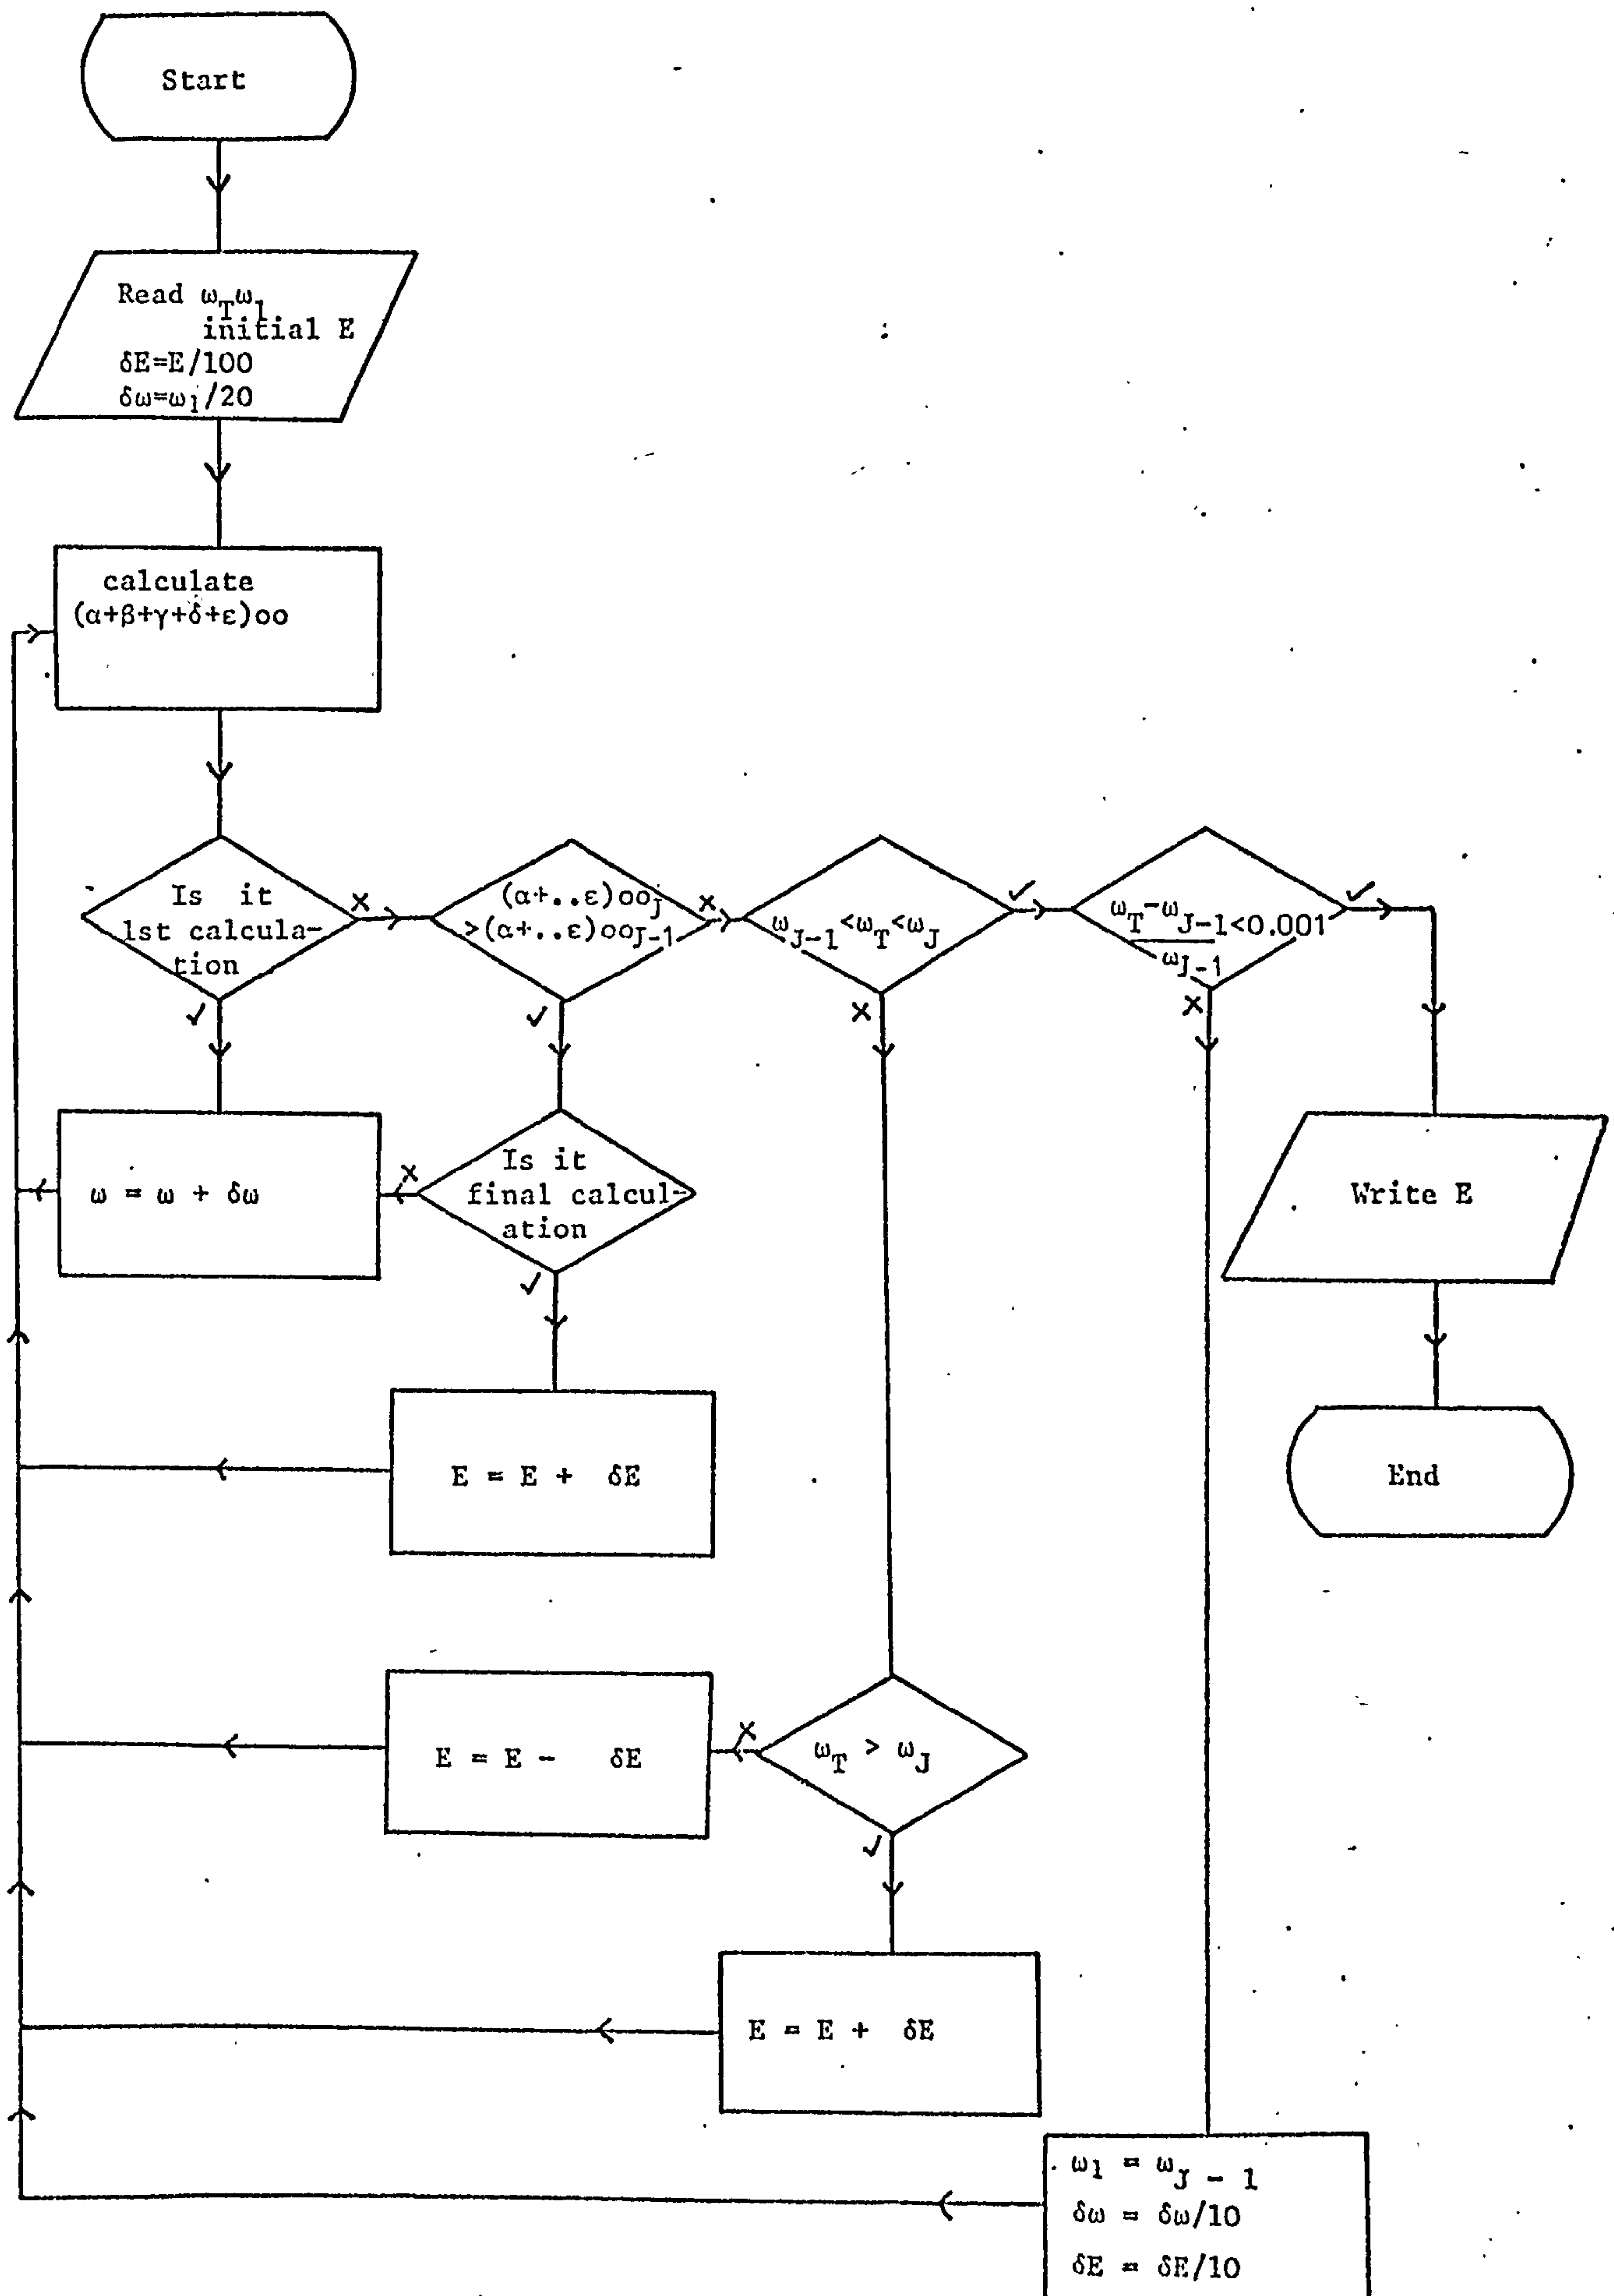 Start
Read ωTω1
initial E
δE=E/100
δω=ω1/20
calculate
(α+β+γ+δ+ε)oo
Is it
1st calcula-
tion
x
✓
(α+..ε)ooJ
>(α+..ε)ooJ-1
x
✓
ωJ-1<ωT<ωJ
✓
x
ωT-ωJ-1<0.001
ωJ-1
✓
x
ω = ω + δω
x
Is it
final calcul-
ation
✓
Write E
E = E + δE
End
E = E - δE
x
ωT > ωJ
✓
E = E + δE
ω1 = ωJ - 1
δω = δω/10
δE = δE/10